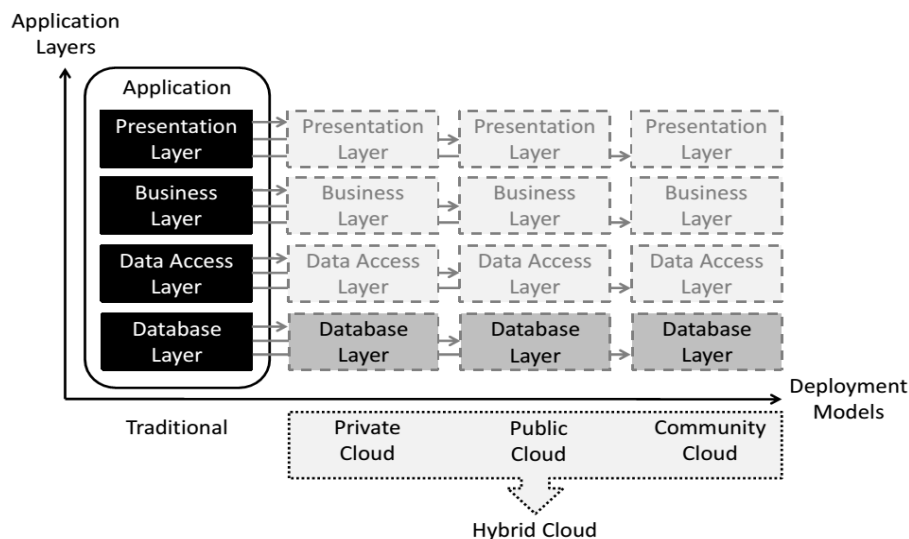 Application
Layers
Application
Presentation
Layer
Presentation
Layer
Presentation
Layer
Presentation
Layer
Business
Layer
Business
Layer
Business
Layer
Business
Layer
Data Access
Layer
Data Access
Layer
Data Access
Layer
Data Access
Layer
Database
Layer
Database
Layer
Database
Layer
Database
Layer
Deployment
Models
Traditional
Private
Cloud
Public
Cloud
Community
Cloud
Hybrid Cloud